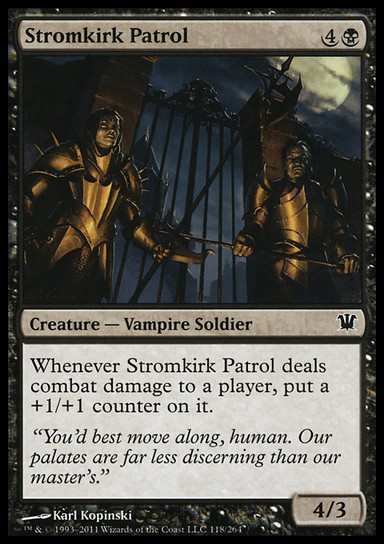 Stromkirk Patrol 4
Creature — Vampire Soldier
Whenever Stromkirk Patrol deals
combat damage to a player, put a
+1/+1 counter on it.
“You’d best move along, human. Our
palates are far less discerning than our
master’s.”
Karl Kopinski
™ & © 1993-2011 Wizards of the Coast LLC 118/264
4/3